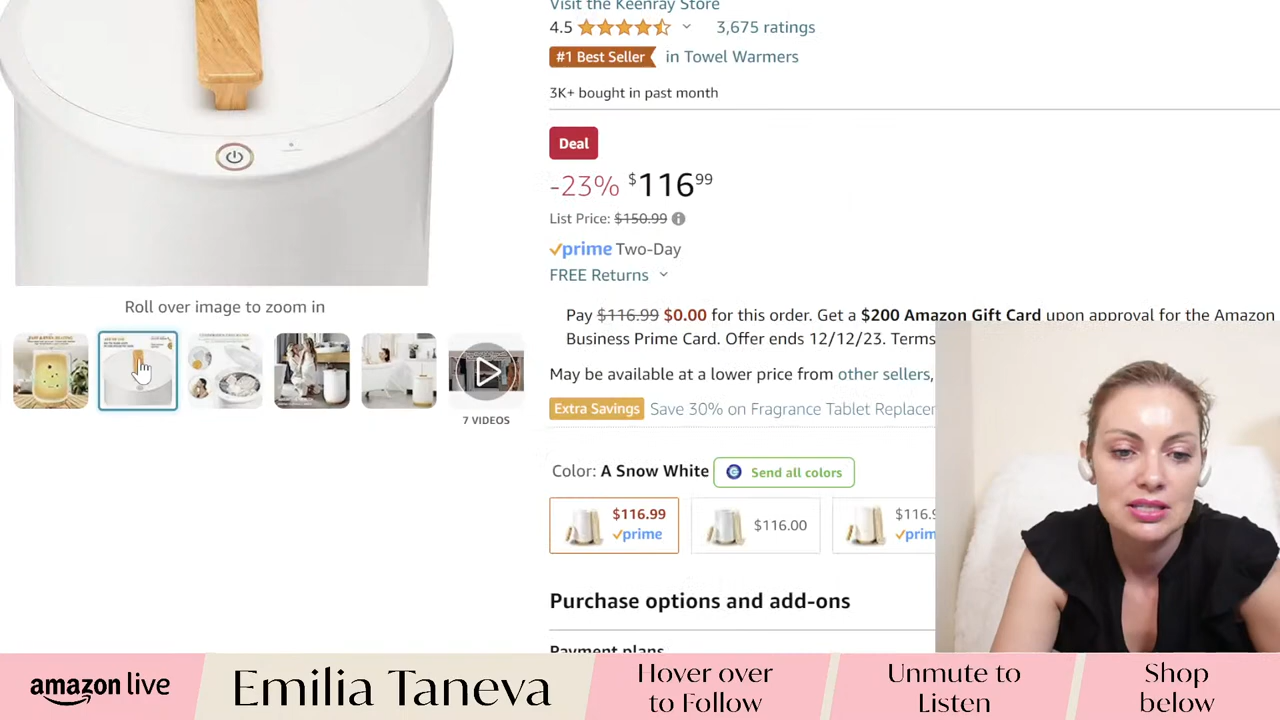 Visit the Keenray Store
4.5 3,675 ratings
#1 Best Seller in Towel Warmers
3K+ bought in past month
Deal
-23% $116 99
List Price: $150.99
prime Two-Day
FREE Returns
Roll over image to zoom in
Pay $116.99 $0.00 for this order. Get a $200 Amazon Gift Card upon approval for the Amazon
Business Prime Card. Offer ends 12/12/23. Terms
May be available at a lower price from other sellers,
Extra Savings Save 30% on Fragrance Tablet Replacer
7 VIDEOS
Color: A Snow White Send all colors
$116.99
prime
$116.00
$116.9
prim
Purchase options and add-ons
Payment plans
amazon live
Emilia Taneva
Hover over
to Follow
Unmute to
Listen
Shop
below